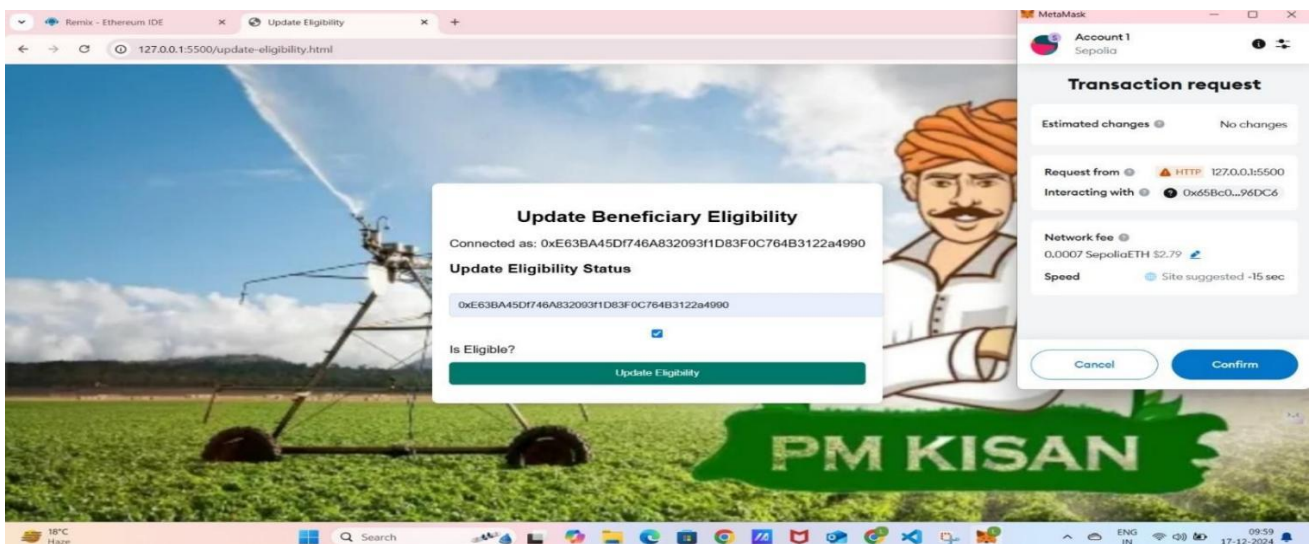 Remix - Ethereum IDE
Update Eligibility
127.0.0.1:5500/update-eligibility.html
MetaMask
Account 1
Sepolia
Transaction request
Estimated changes No changes
Request from HTTP 127.0.0.1:5500
Interacting with 0x65Bc0...96DC6
Network fee
0.0007 SepoliaETH $2.79
Speed Site suggested ~15 sec
Cancel Confirm
Update Beneficiary Eligibility
Connected as: 0xE63BA45Df746A832093f1D83F0C764B3122a4990
Update Eligibility Status
0xE63BA45Df746A832093f1D83F0C764B3122a4990
Is Eligible?
Update Eligibility
PM KISAN
18°C
Haze
Search
ENG
IN
09:59
17-12-2024